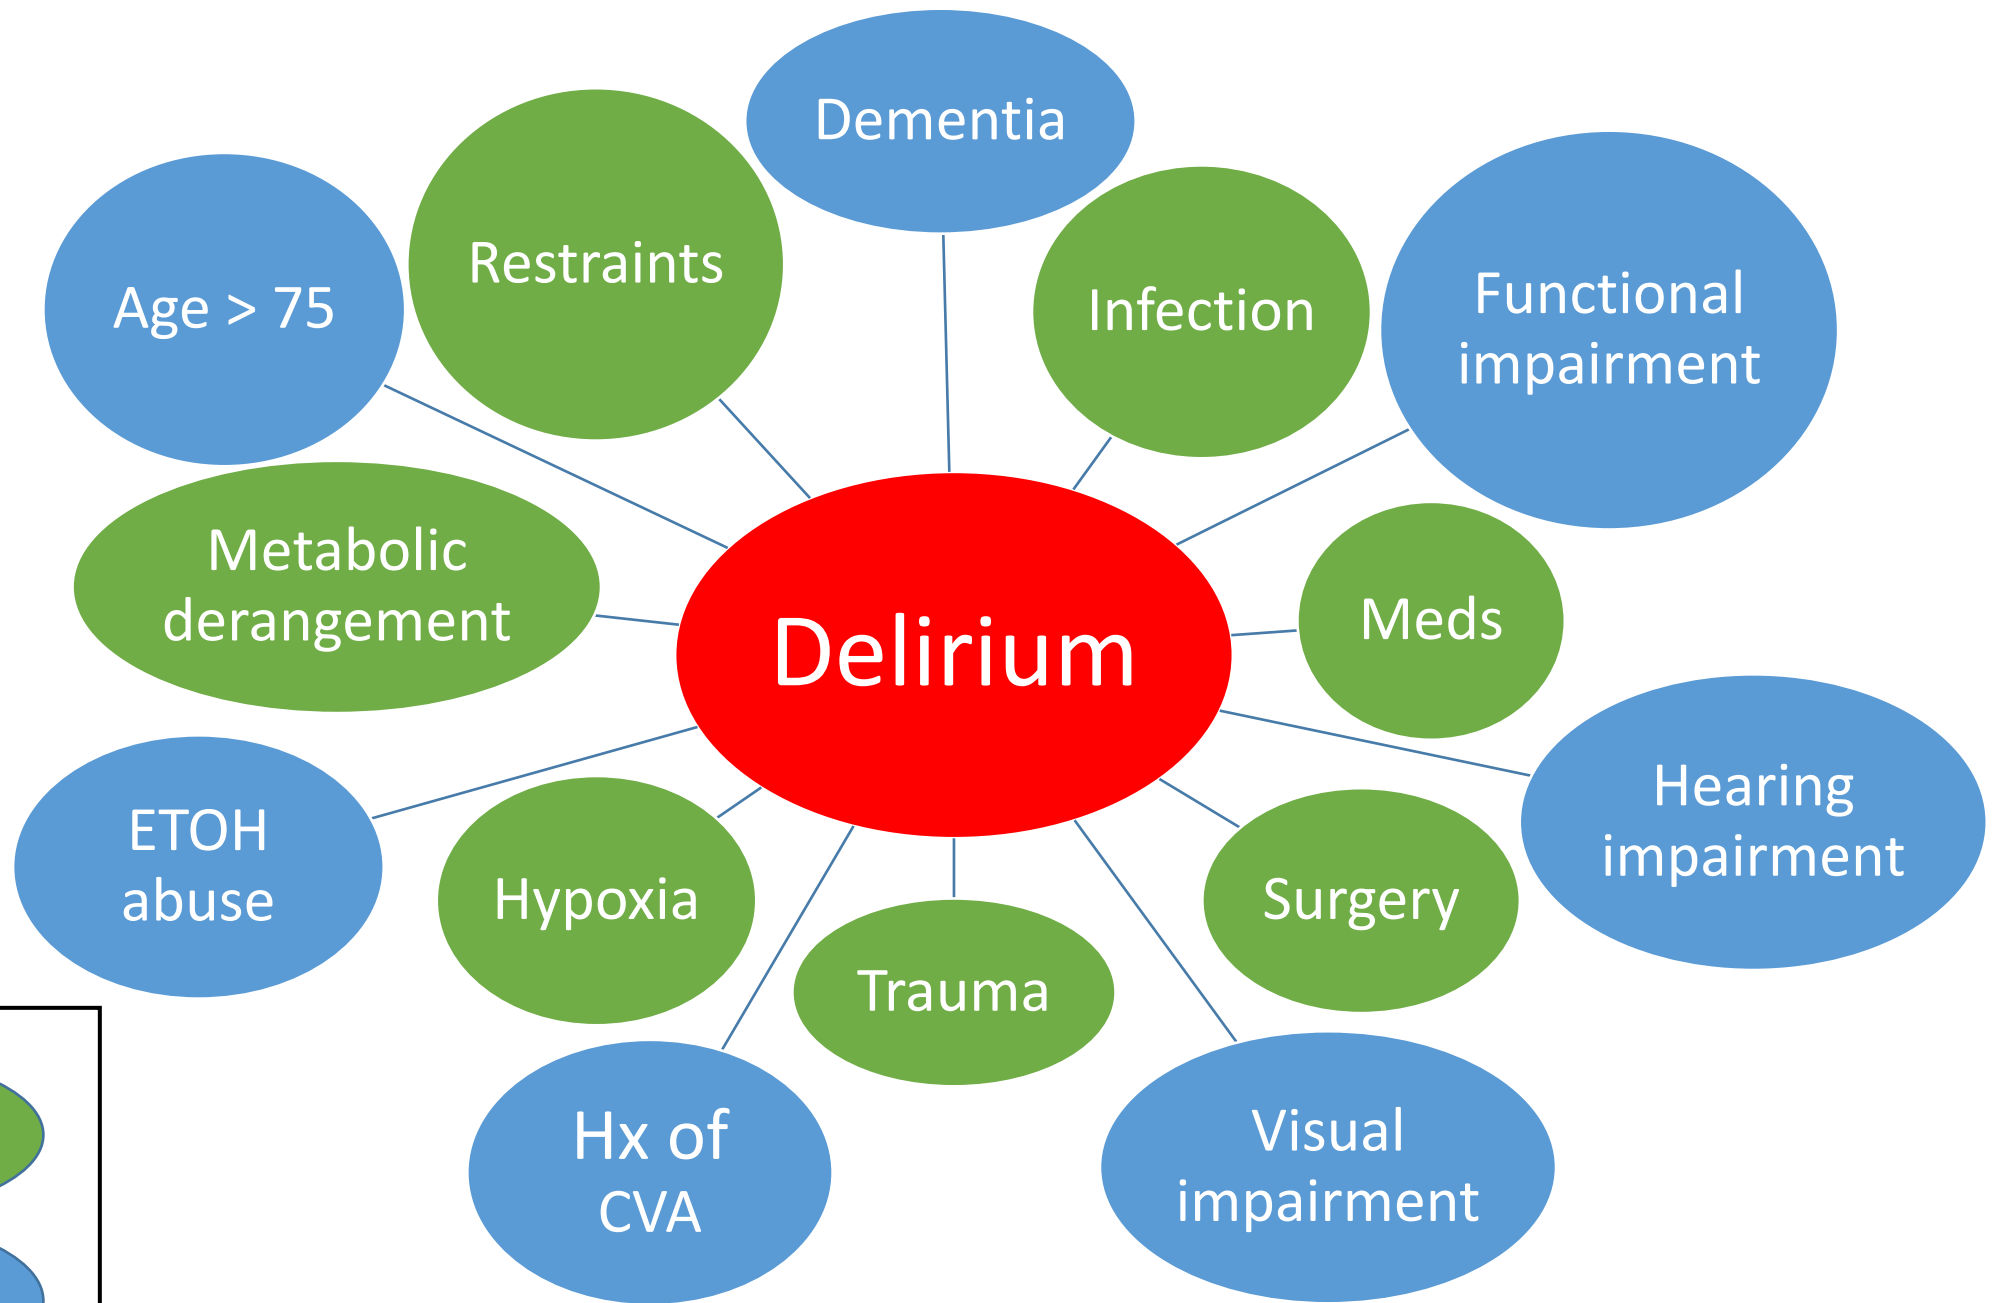 Dementia
Restraints
Infection
Functional
impairment
Age > 75
Metabolic
derangement
Meds
Delirium
Hearing
impairment
ETOH
abuse
Hypoxia
Surgery
Trauma
Hx of
CVA
Visual
impairment